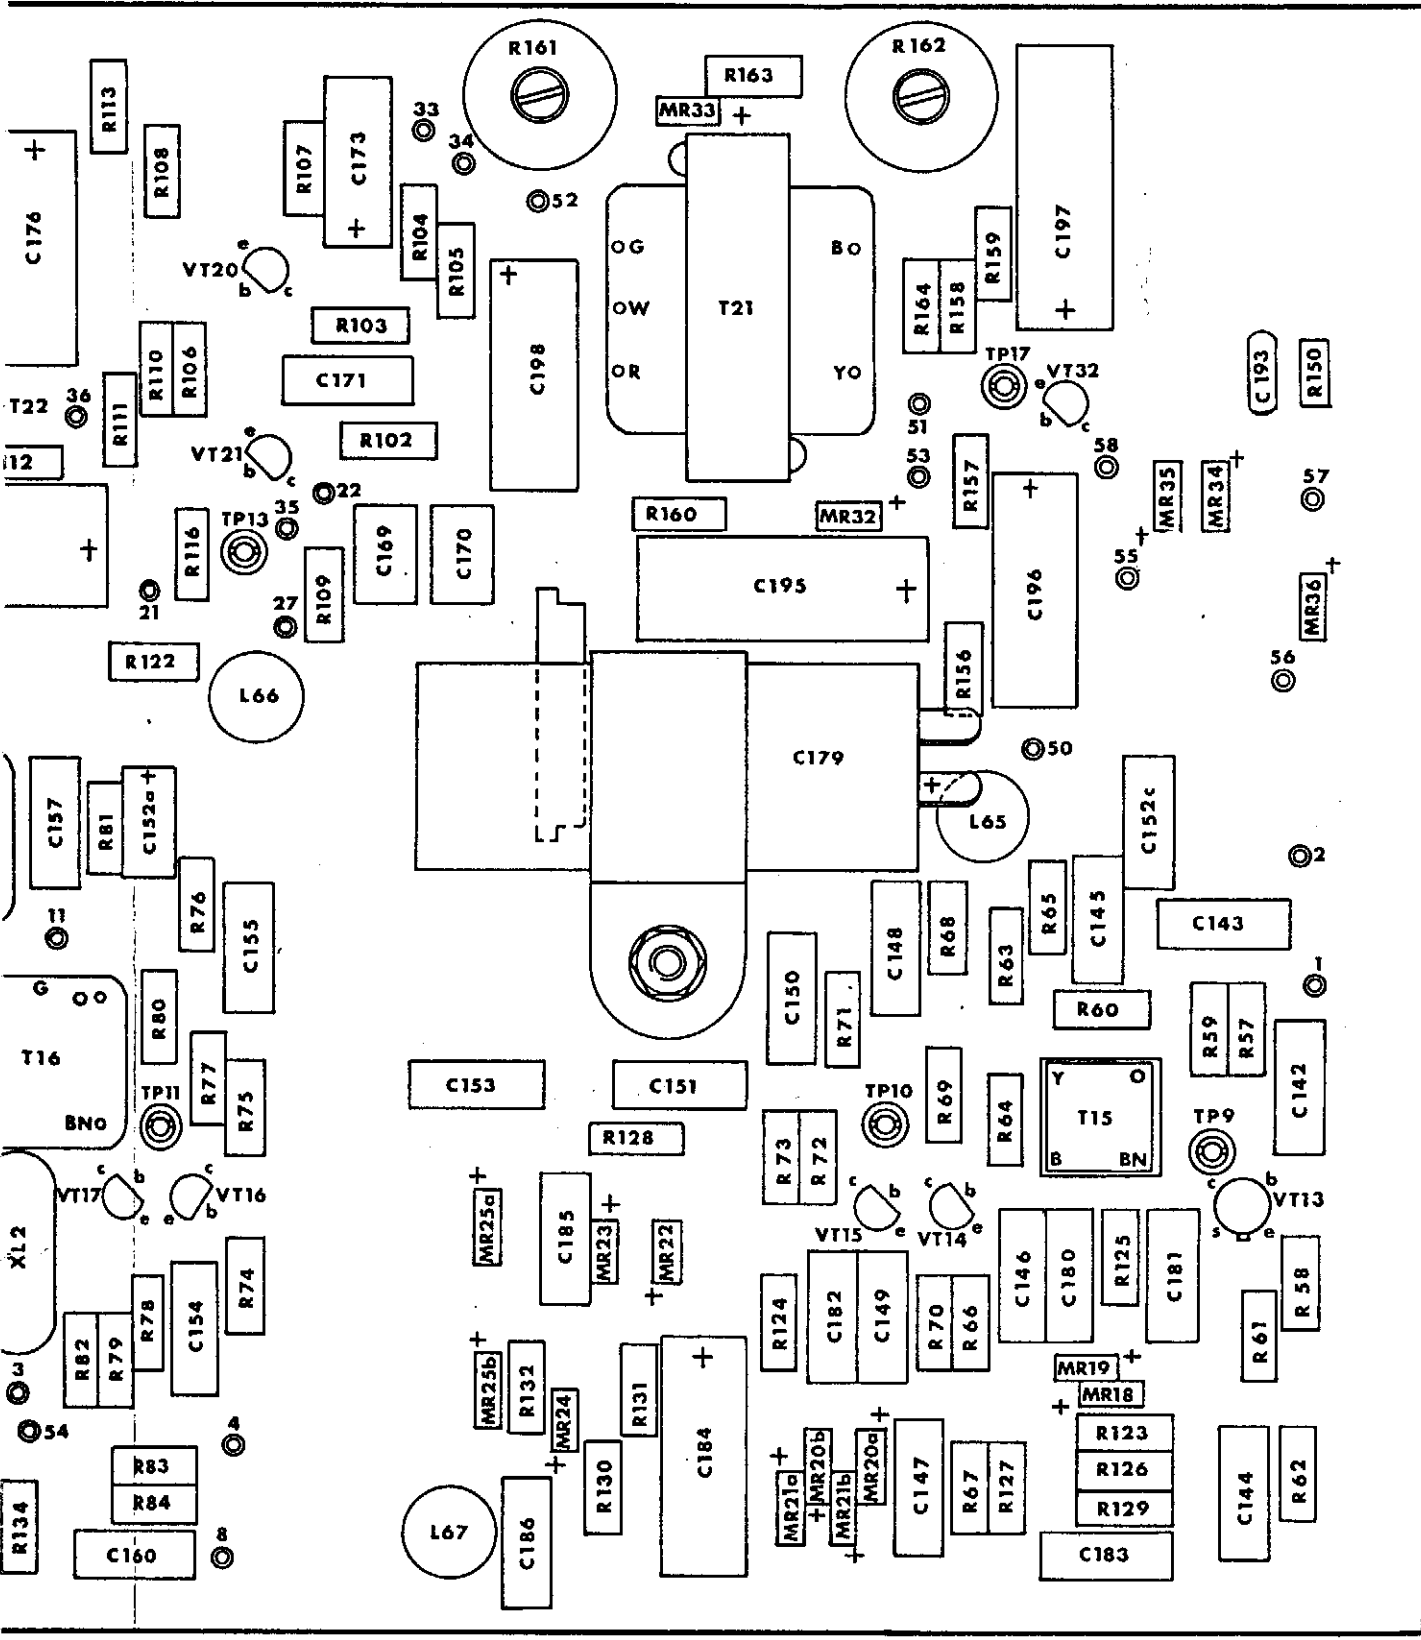 R161
R162
R163
MR33 +
R113
33
R107
C173
+
34
+
C176
R108
52
R104
R105
e
VT20
b
c
G
W
R
T21
B
Y
R159
C197
+
R164
R158
R103
+
C198
TP17
e
VT32
b
c
C193
R150
R110
R106
C171
T22
36
R111
51
e
VT21
b
c
R102
53
R157
58
+
MR35
MR34
+
57
12
22
35
TP13
R116
C169
C170
R160
MR32 +
+
C196
55
+
MR36
+
21
27
R109
C195 +
R122
L66
R156
56
C179
+
50
L65
C157
R81
C152a
+
C152c
2
R76
C155
11
C148
R68
R65
C145
C143
R63
C150
R71
1
G
R80
R60
R59
R57
C142
T16
R77
R75
C153
C151
TP11
BN
R128
TP10
R69
R64
Y
O
T15
B
BN
TP9
R73
R72
c
VT17
b
e
c
VT16
b
e
+
MR25a
C185
+
MR23
MR22
+
c
b
e
VT15
c
b
e
VT14
c
b
VT13
s
e
XL2
R78
C154
R74
R124
C182
C149
R70
R66
C146
C180
R125
C181
R58
R61
R82
R79
+
MR25b
R132
MR24
+
R131
+
C184
MR19
+
MR18
+
3
54
4
R83
R84
R134
C160
8
L67
C186
R130
+
MR21a
MR20b
+
MR21b
+
MR20a
+
C147
R67
R127
R123
R126
R129
C183
C144
R62